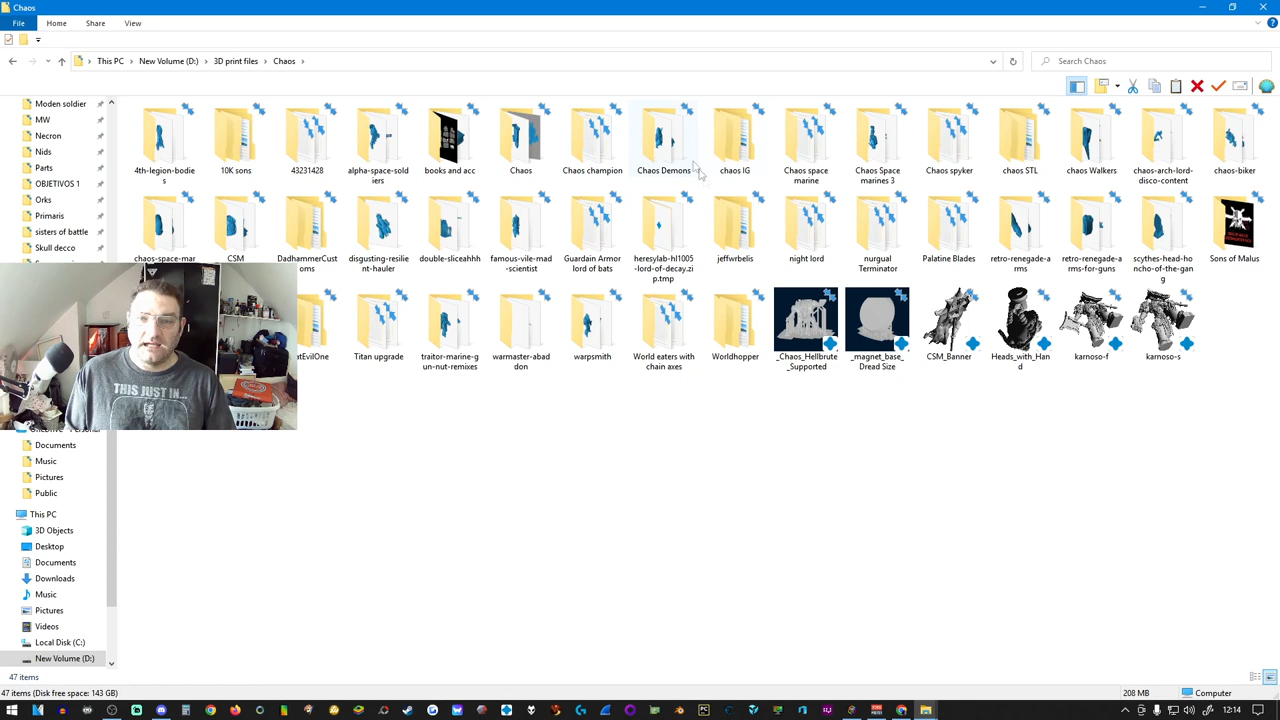 Chaos
File
Home
Share
View
This PC
New Volume (D:)
3D print files
Chaos
Search Chaos
Moden soldier
MW
Necron
Nids
Parts
OBJETIVOS 1
Orks
Primaris
sisters of battle
Skull decco
4th-legion-bodie
s
10K sons
43231428
alpha-space-sold
iers
books and acc
Chaos
Chaos champion
Chaos Demons
chaos IG
Chaos space
marine
Chaos Space
marines 3
Chaos spyker
chaos STL
chaos Walkers
chaos-arch-lord-
disco-content
chaos-biker
chaos-space-mar
CSM
DadhammerCust
oms
disgusting-resilie
nt-hauler
double-sliceahhh
famous-vile-mad
-scientist
Guardain Armor
lord of bats
heresylab-hl1005
-lord-of-decay.zi
p.tmp
jeffwrbelis
night lord
nurgual
Terminator
Palatine Blades
retro-renegade-a
rms
retro-renegade-a
rms-for-guns
scythes-head-ho
ncho-of-the-gan
g
Sons of Malus
atEvilOne
Titan upgrade
traitor-marine-g
un-nut-remixes
warmaster-abad
don
warpsmith
World eaters with
chain axes
Worldhopper
_Chaos_Hellbrute
_Supported
_magnet_base_
Dread Size
CSM_Banner
Heads_with_Han
d
karnoso-f
karnoso-s
THIS JUST IN...
Documents
Music
Pictures
Public
This PC
3D Objects
Desktop
Documents
Downloads
Music
Pictures
Videos
Local Disk (C:)
New Volume (D:)
47 items
47 items (Disk free space: 143 GB)
208 MB
Computer
12:14